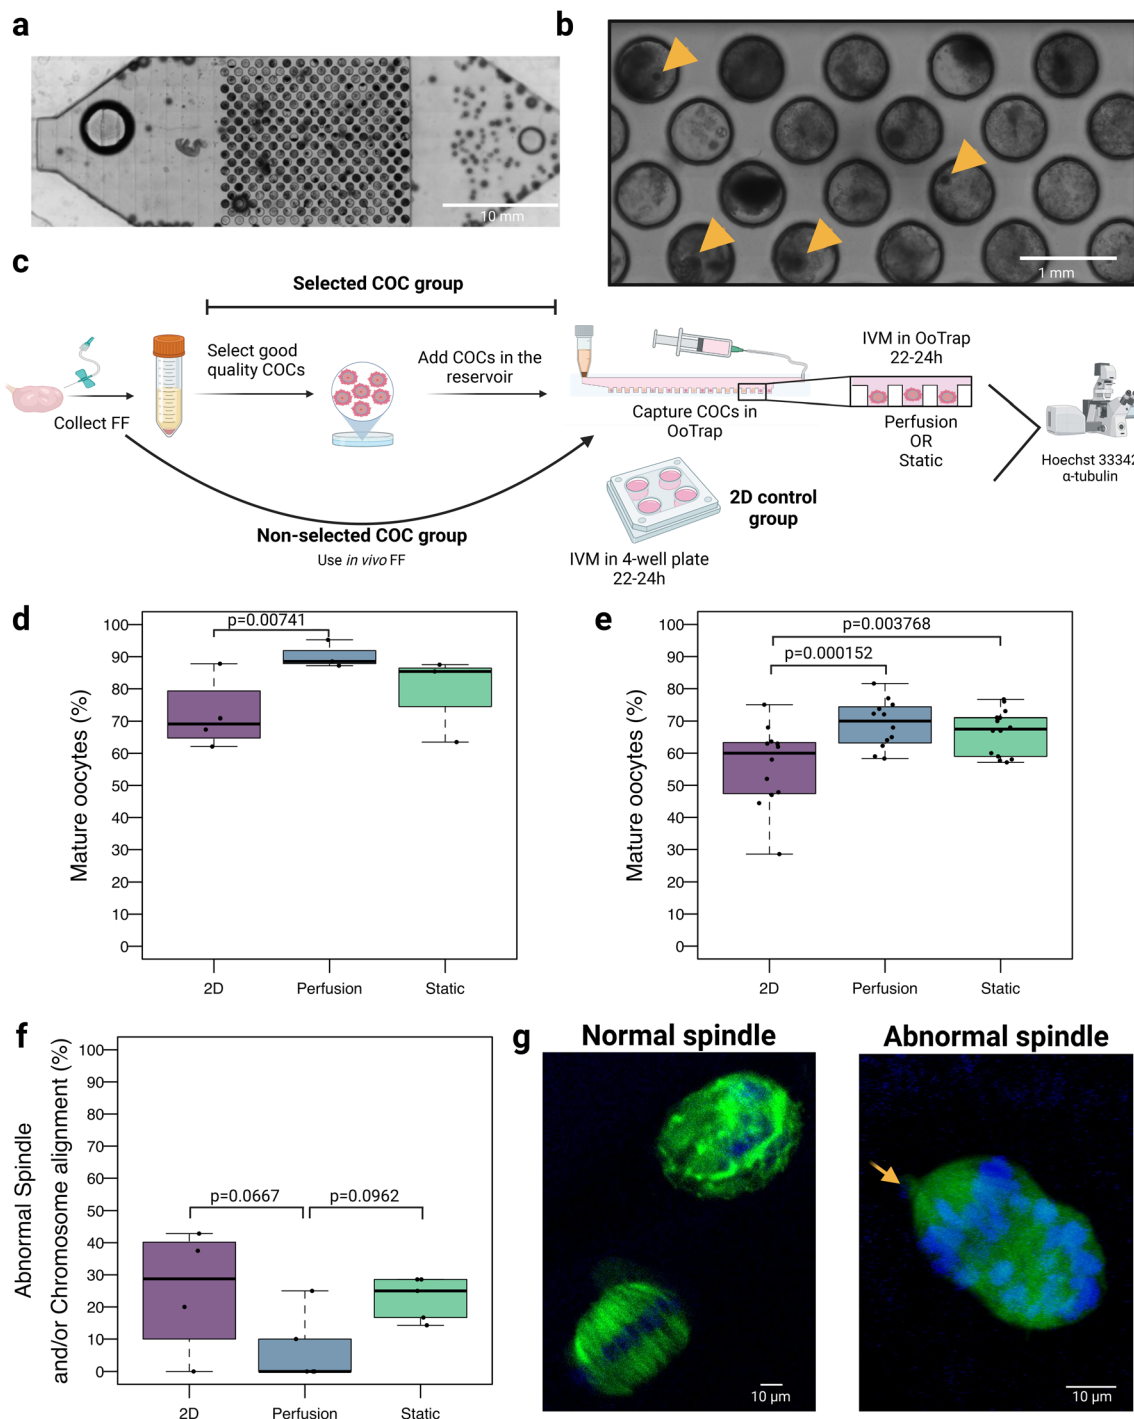 a
10 mm
b
1 mm
c
Selected COC group
Select good
quality COCs
Add COCs in the
reservoir
Collect FF
Capture COCs in
OoTrap
IVM in OoTrap
22-24h
Perfusion
OR
Static
Hoechst 33342
α-tubulin
Non-selected COC group
Use in vivo FF
2D control
group
IVM in 4-well plate
22-24h
d
Mature oocytes (%)
100
90
80
70
60
50
40
30
20
10
0
p=0.00741
2D
Perfusion
Static
e
Mature oocytes (%)
100
90
80
70
60
50
40
30
20
10
0
p=0.003768
p=0.000152
2D
Perfusion
Static
f
Abnormal Spindle
and/or Chromosome alignment (%)
100
90
80
70
60
50
40
30
20
10
0
p=0.0667
p=0.0962
2D
Perfusion
Static
g
Normal spindle
10 µm
Abnormal spindle
10 µm